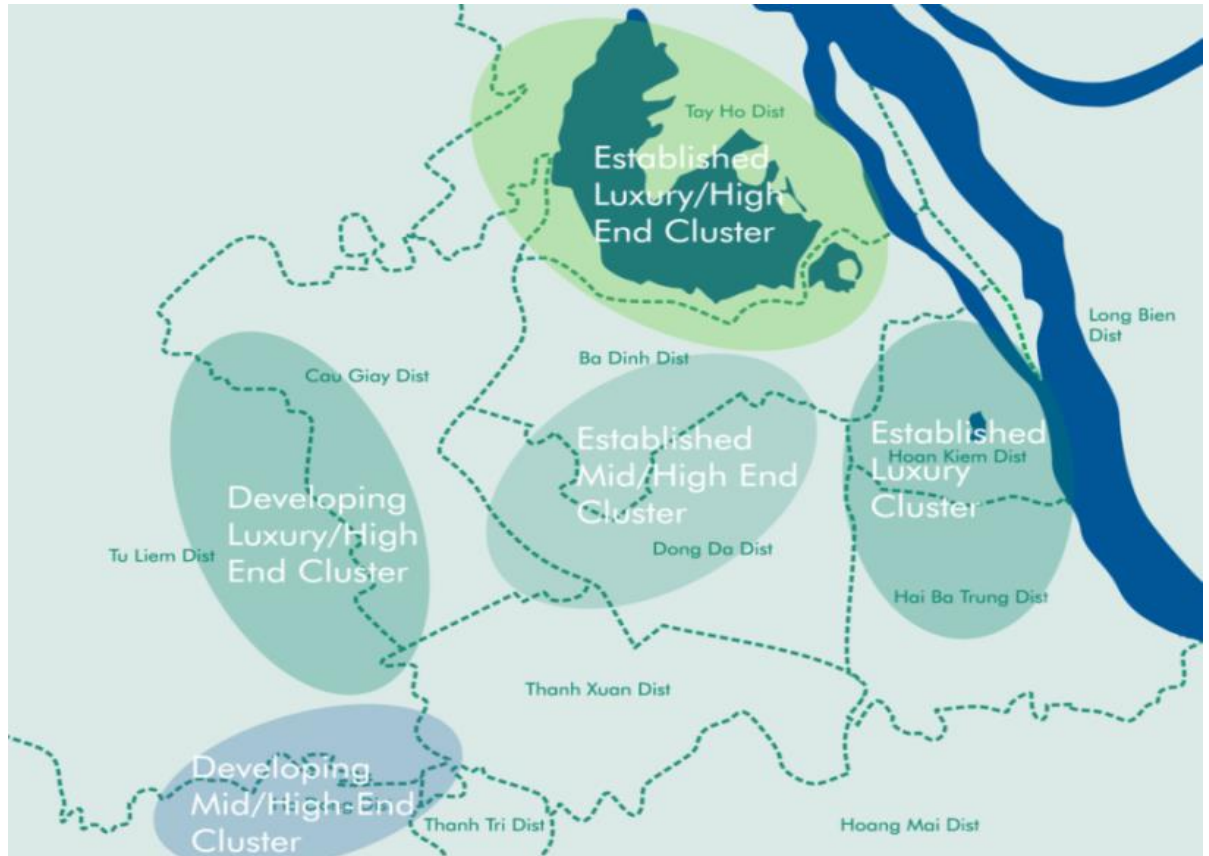 Tay Ho Dist
Established
Luxury/High
End Cluster
Long Bien
Dist
Ba Dinh Dist
Cau Giay Dist
Established
Mid/High End
Cluster
Established
Hoan Kiem Dist
Luxury
Cluster
Developing
Luxury/High
End Cluster
Tu Liem Dist
Dong Da Dist
Hai Ba Trung Dist
Thanh Xuan Dist
Developing
Mid/High-End
Cluster
Thanh Tri Dist
Hoang Mai Dist